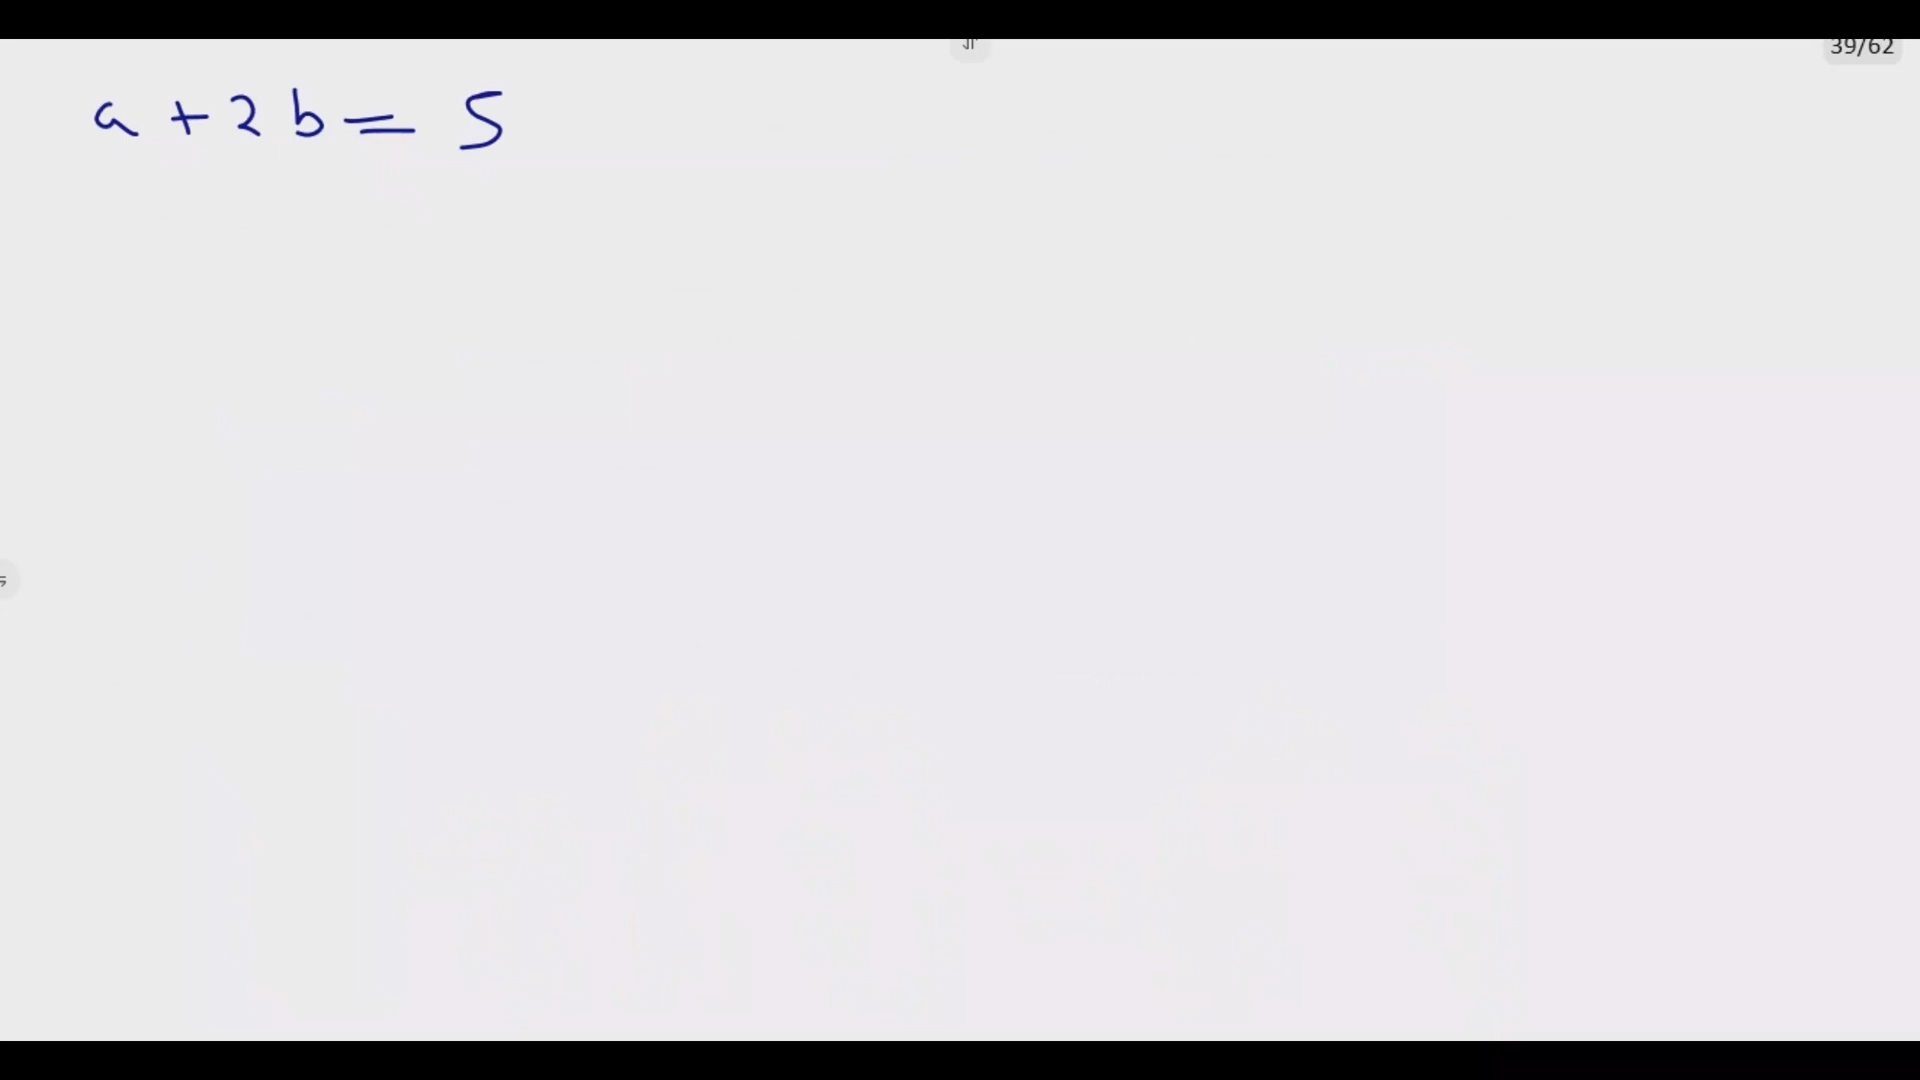 39/62
a + 2b = 5